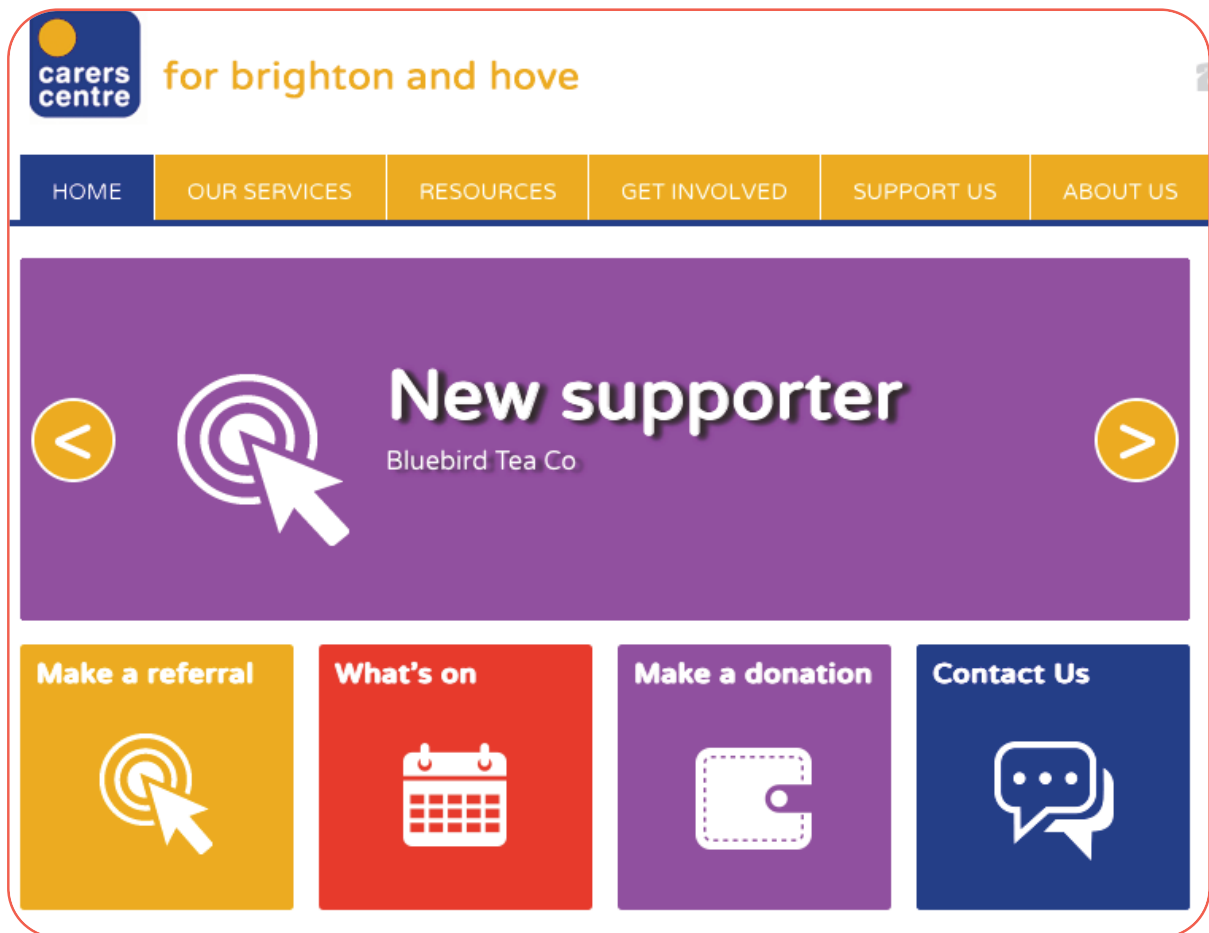 carers
centre
for brighton and hove
HOME OUR SERVICES RESOURCES GET INVOLVED SUPPORT US ABOUT US
New supporter
Bluebird Tea Co
< >
Make a referral What's on Make a donation Contact Us